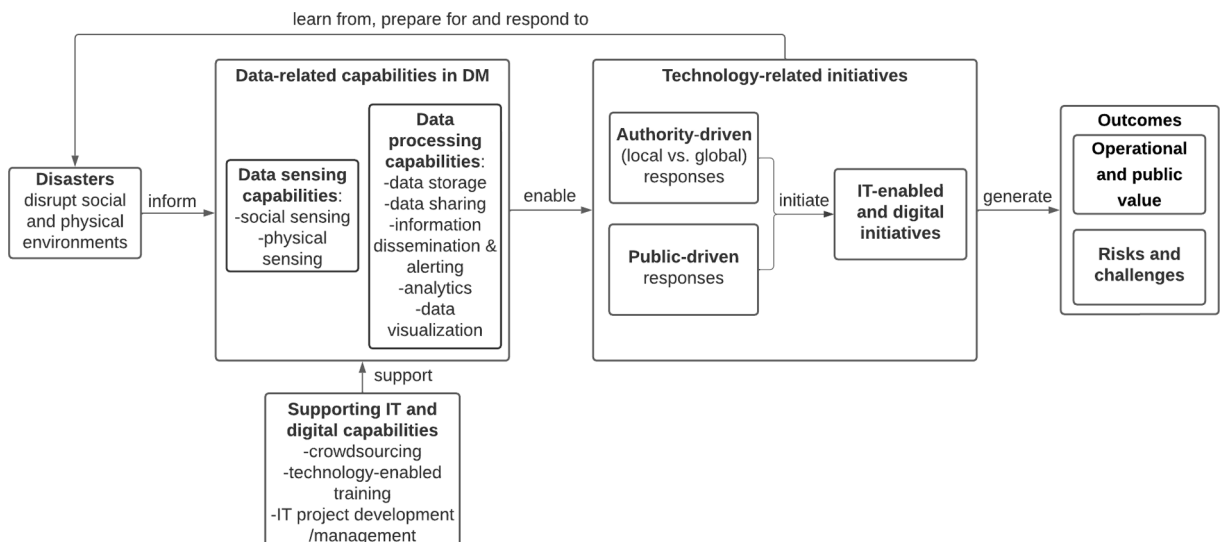 learn from, prepare for and respond to
Data-related capabilities in DM
Technology-related initiatives
Disasters
disrupt social
and physical
environments
inform
Data sensing
capabilities:
-social sensing
-physical
sensing
Data
processing
capabilities:
-data storage
-data sharing
-information
dissemination &
alerting
-analytics
-data
visualization
enable
Authority-driven
(local vs. global)
responses
Public-driven
responses
initiate
IT-enabled
and digital
initiatives
generate
Outcomes
Operational
and public
value
Risks and
challenges
support
Supporting IT and
digital capabilities
-crowdsourcing
-technology-enabled
training
-IT project development
/management